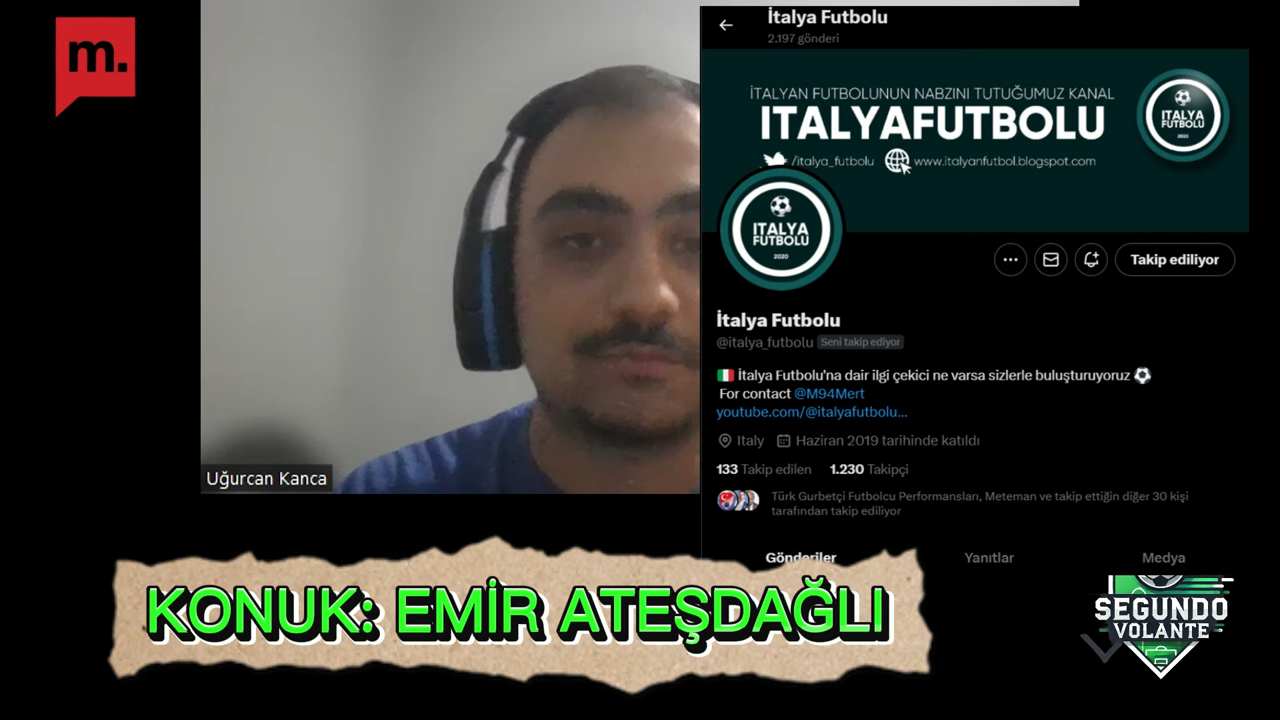 m.
İtalya Futbolu
2.197 gönderi
İTALYAN FUTBOLUNUN NABZINI TUTUĞUMUZ KANAL
ITALYAFUTBOLU
/italya_futbolu www.italyanfutbol.blogspot.com
ITALYA
FUTBOLU
2020
ITALYA
FUTBOLU
2020
Takip ediliyor
İtalya Futbolu
@italya_futbolu Seni takip ediyor
İtalya Futbolu'na dair ilgi çekici ne varsa sizlerle buluşturuyoruz
For contact @M94Mert
youtube.com/@italyafutbolu...
Italy Haziran 2019 tarihinde katıldı
133 Takip edilen 1.230 Takipçi
Türk Gurbetçi Futbolcu Performansları, Meteman ve takip ettiğin diğer 30 kişi
tarafından takip ediliyor
Gönderiler Yanıtlar Medya
Uğurcan Kanca
KONUK: EMİR ATEŞDAĞLI
SEGUNDO
VOLANTE